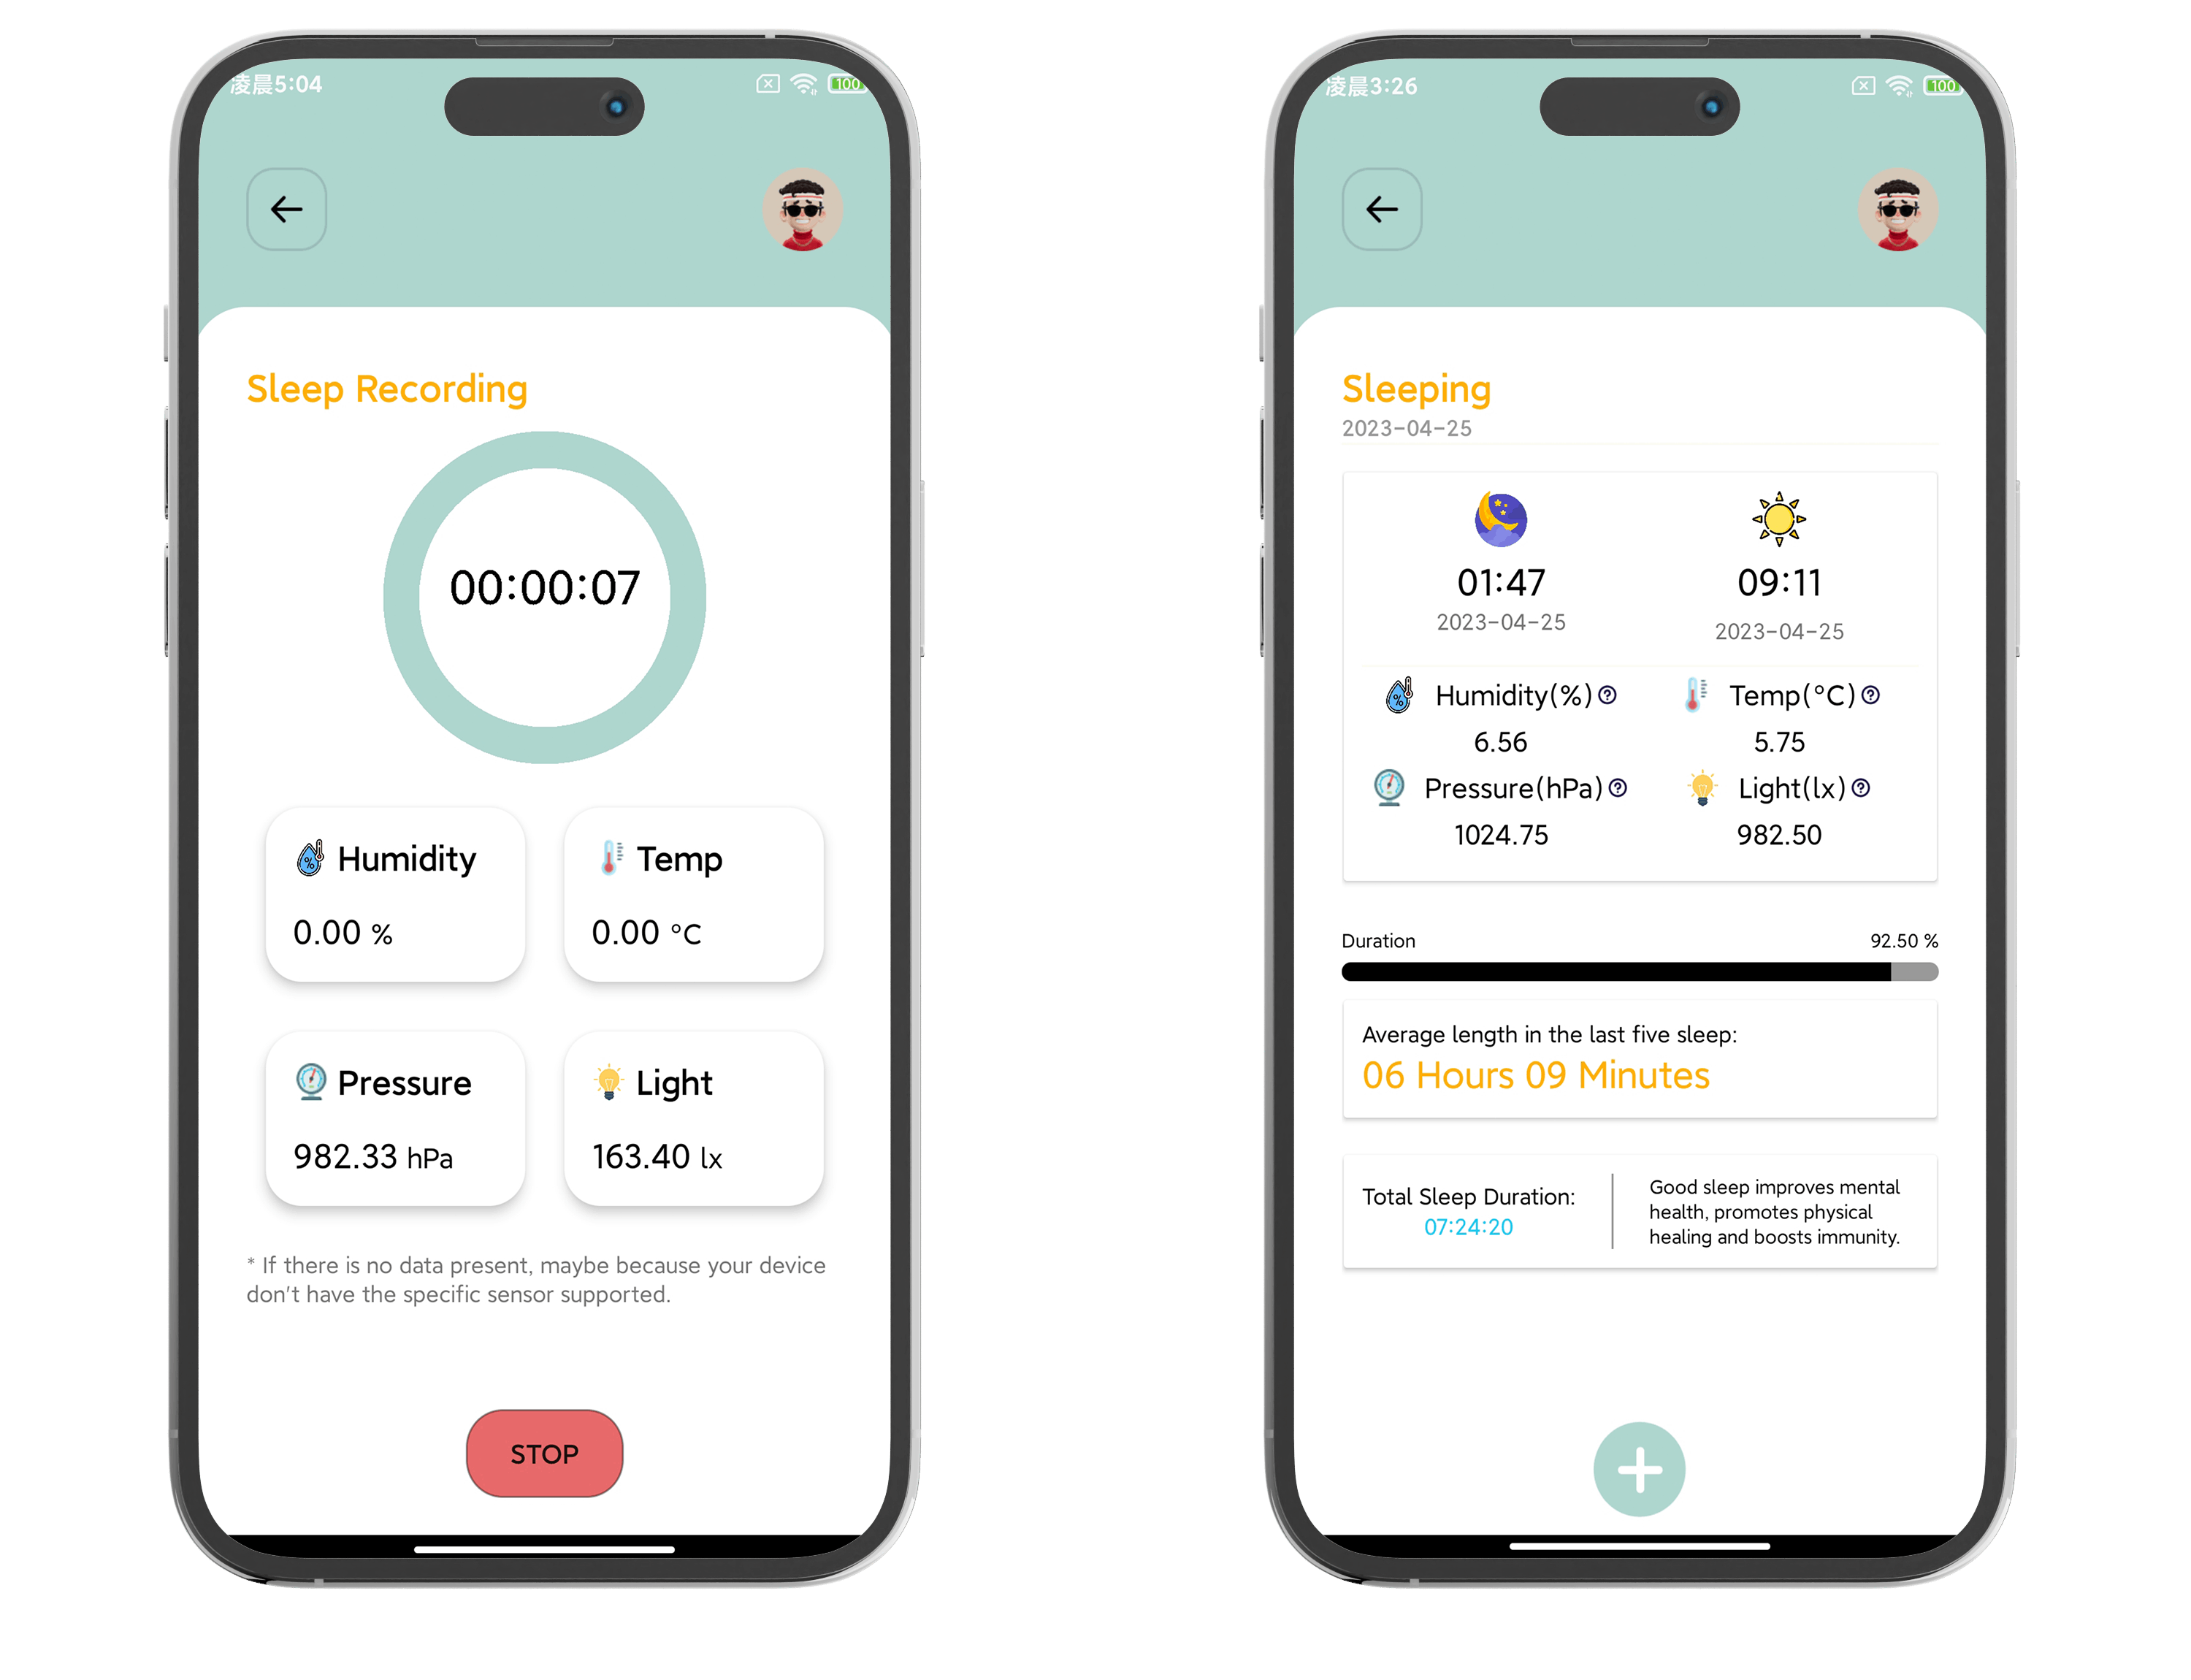 凌晨5:04
100
Sleep Recording
00:00:07
Humidity
0.00 %
Temp
0.00 °C
Pressure
982.33 hPa
Light
163.40 lx
* If there is no data present, maybe because your device
don't have the specific sensor supported.
STOP
凌晨3:26
100
Sleeping
2023-04-25
01:47
2023-04-25
09:11
2023-04-25
Humidity(%)
6.56
Temp(°C)
5.75
Pressure(hPa)
1024.75
Light(lx)
982.50
Duration 92.50 %
Average length in the last five sleep:
06 Hours 09 Minutes
Total Sleep Duration:
07:24:20
Good sleep improves mental
health, promotes physical
healing and boosts immunity.